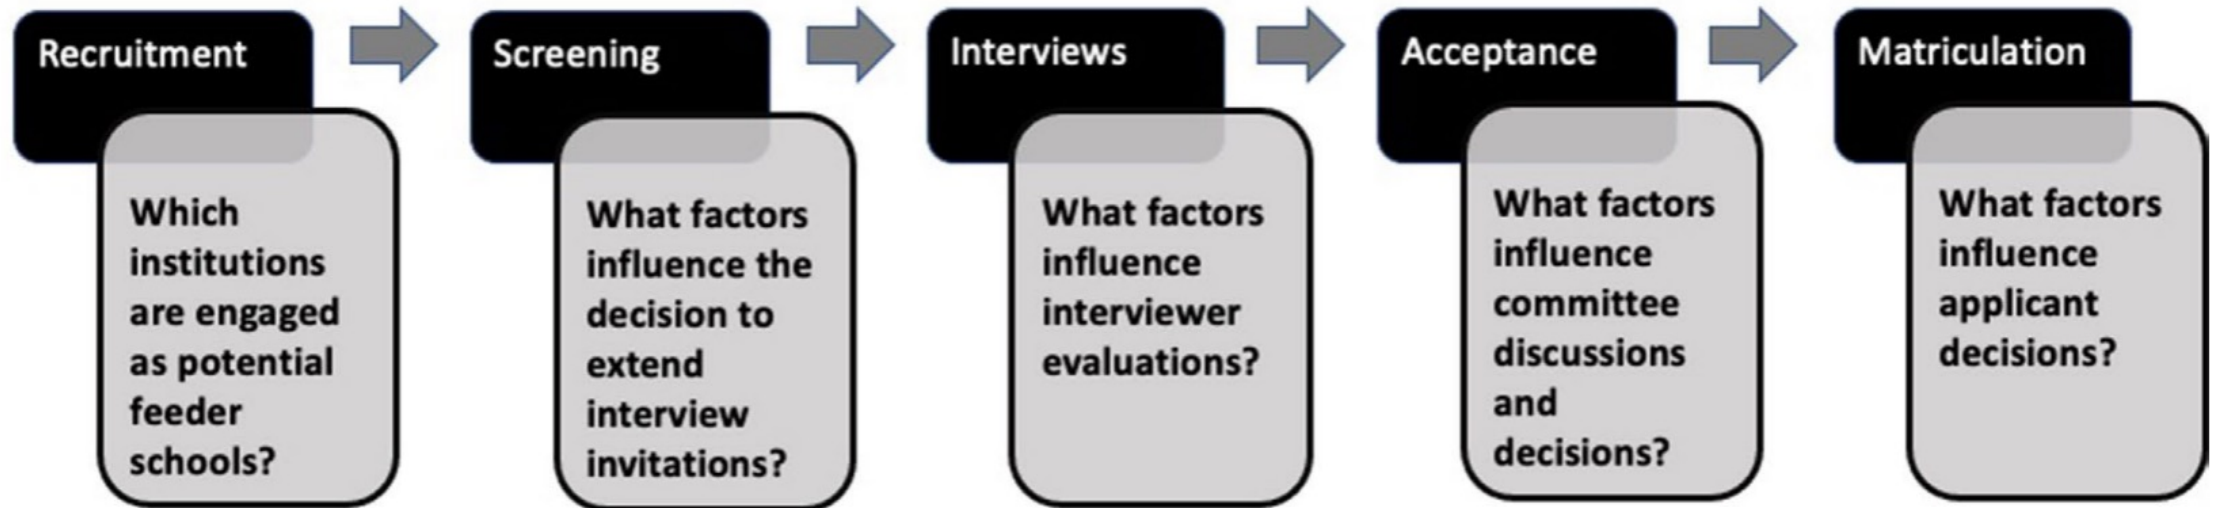 Recruitment
Which
institutions
are engaged
as potential
feeder
schools?
Screening
What factors
influence the
decision to
extend
interview
invitations?
Interviews
What factors
influence
interviewer
evaluations?
Acceptance
What factors
influence
committee
discussions
and
decisions?
Matriculation
What factors
influence
applicant
decisions?